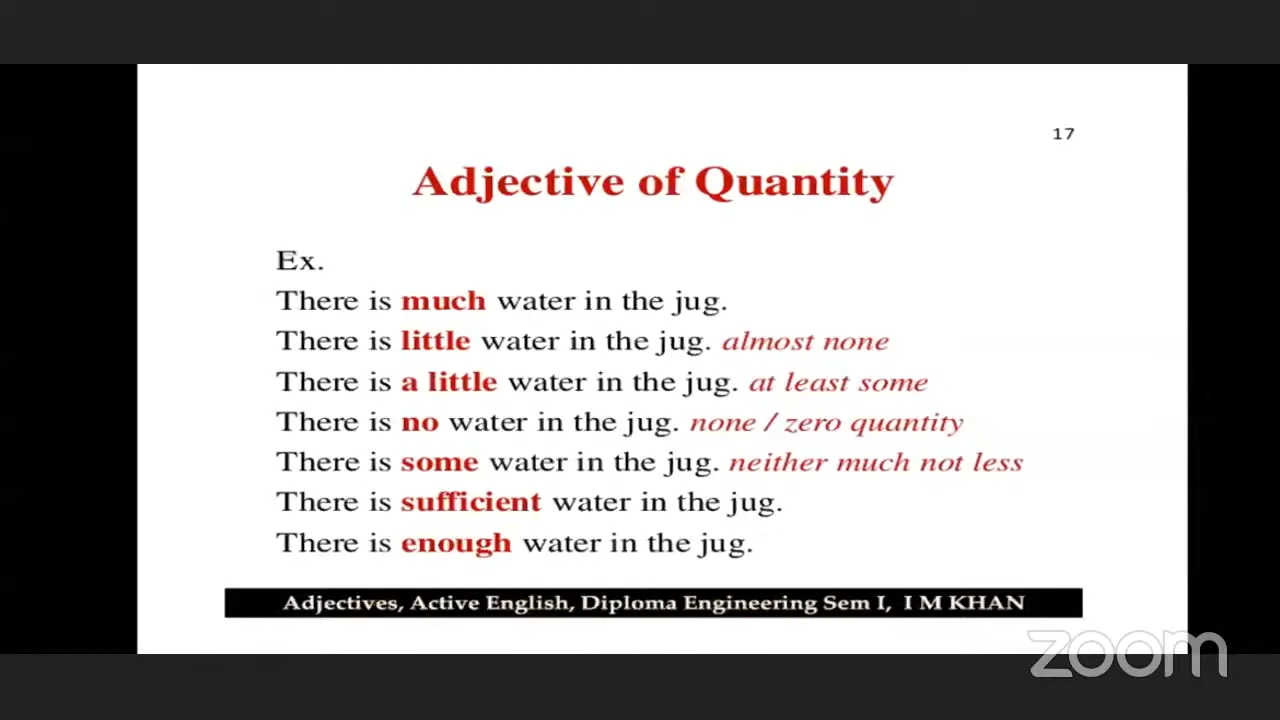 17
Adjective of Quantity
Ex.
There is much water in the jug.
There is little water in the jug. almost none
There is a little water in the jug. at least some
There is no water in the jug. none / zero quantity
There is some water in the jug. neither much not less
There is sufficient water in the jug.
There is enough water in the jug.
Adjectives, Active English, Diploma Engineering Sem I, I M KHAN
zoom